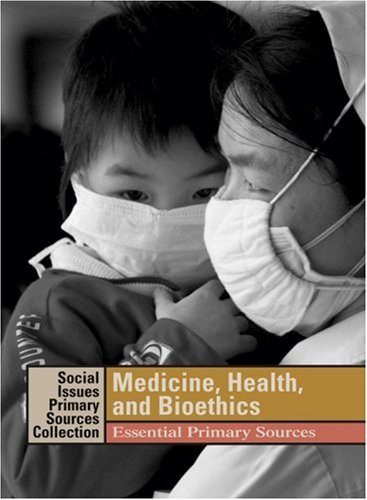 Social
Issues
Primary
Sources
Collection
Medicine, Health,
and Bioethics
Essential Primary Sources